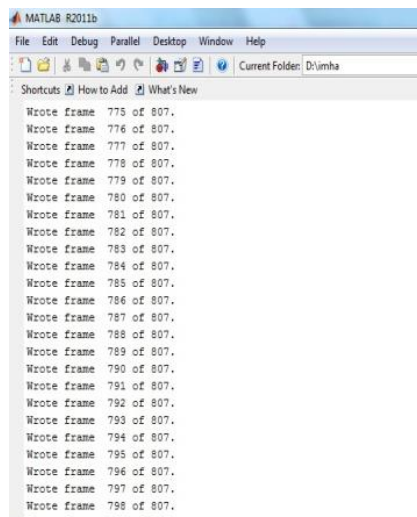 MATLAB R2011b
File Edit Debug Parallel Desktop Window Help
Current Folder: D:\imha
Shortcuts How to Add What's New
Wrote frame 775 of 807.
Wrote frame 776 of 807.
Wrote frame 777 of 807.
Wrote frame 778 of 807.
Wrote frame 779 of 807.
Wrote frame 780 of 807.
Wrote frame 781 of 807.
Wrote frame 782 of 807.
Wrote frame 783 of 807.
Wrote frame 784 of 807.
Wrote frame 785 of 807.
Wrote frame 786 of 807.
Wrote frame 787 of 807.
Wrote frame 788 of 807.
Wrote frame 789 of 807.
Wrote frame 790 of 807.
Wrote frame 791 of 807.
Wrote frame 792 of 807.
Wrote frame 793 of 807.
Wrote frame 794 of 807.
Wrote frame 795 of 807.
Wrote frame 796 of 807.
Wrote frame 797 of 807.
Wrote frame 798 of 807.